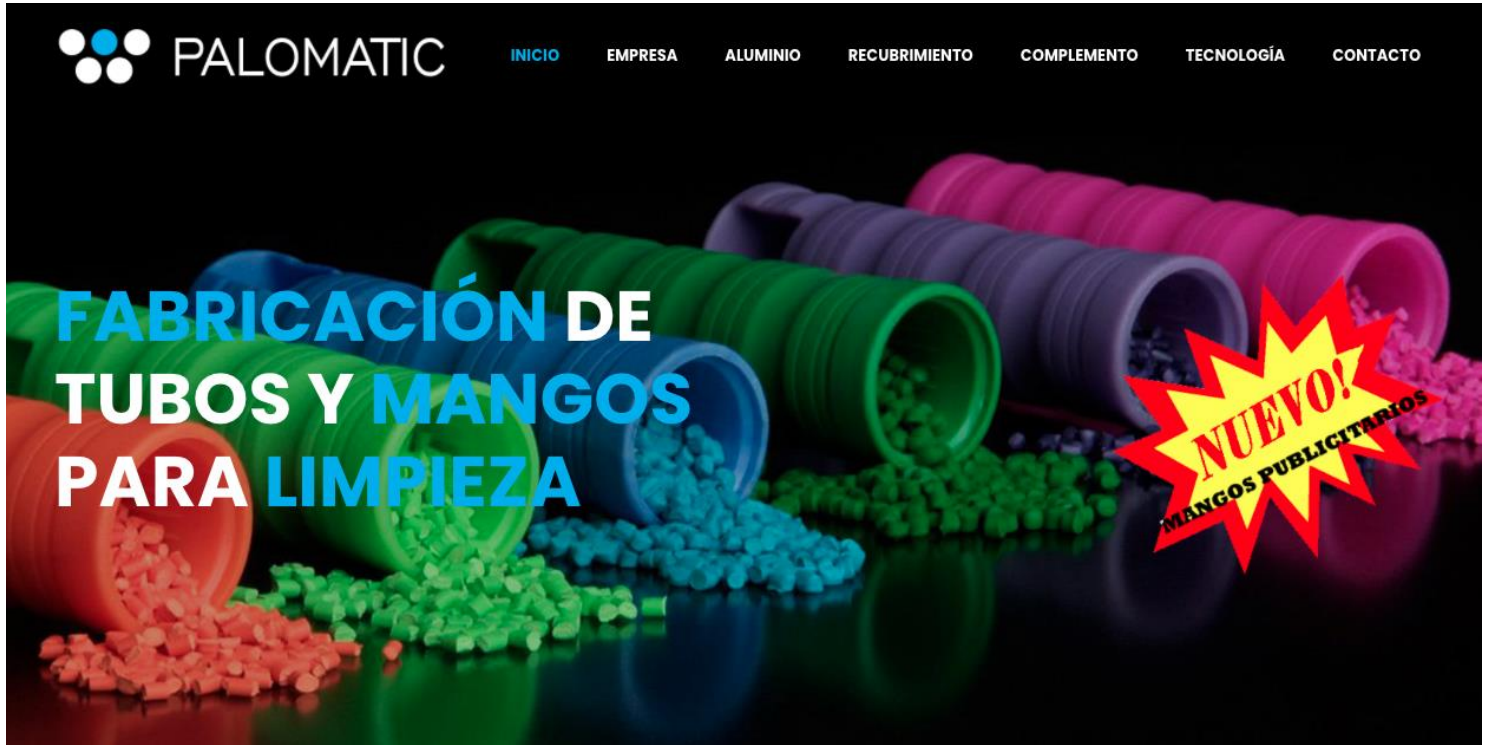 PALOMATIC
INICIO EMPRESA ALUMINIO RECUBRIMIENTO COMPLEMENTO TECNOLOGÍA CONTACTO
FABRICACIÓN DE
TUBOS Y MANGOS
PARA LIMPIEZA
NUEVO!
MANGOS PUBLICITARIOS